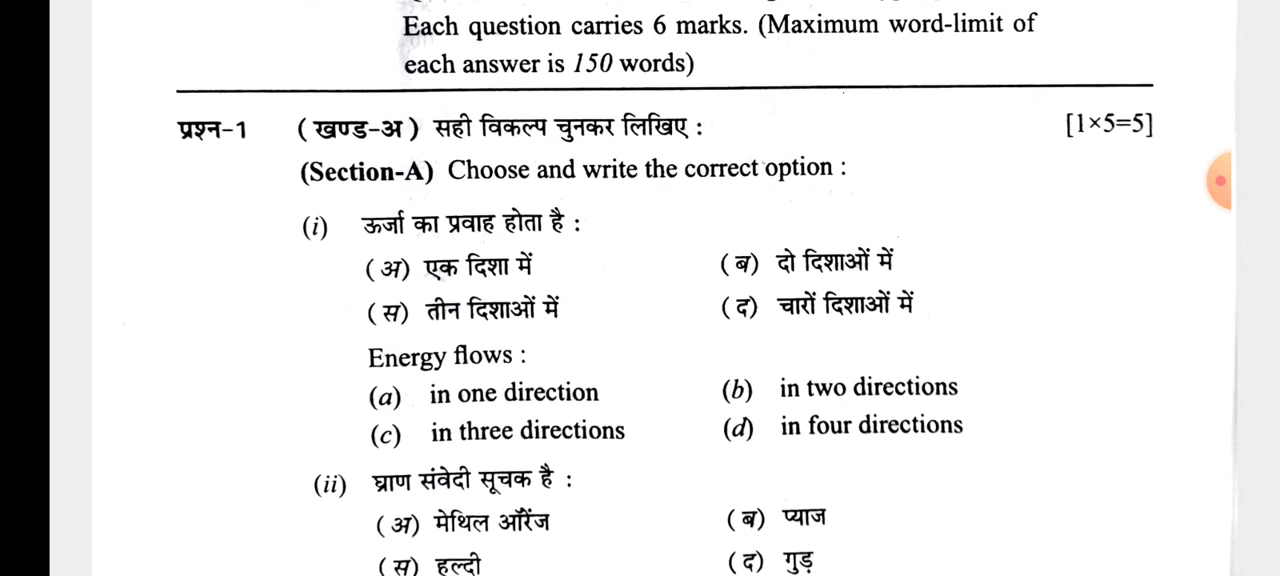 Each question carries 6 marks. (Maximum word-limit of
each answer is 150 words)
प्रश्न-1 (खण्ड-अ) सही विकल्प चुनकर लिखिए : [1×5=5]
(Section-A) Choose and write the correct option :
(i) ऊर्जा का प्रवाह होता है :
(अ) एक दिशा में (ब) दो दिशाओं में
(स) तीन दिशाओं में (द) चारों दिशाओं में
Energy flows :
(a) in one direction (b) in two directions
(c) in three directions (d) in four directions
(ii) घ्राण संवेदी सूचक है :
(अ) मेथिल ऑरेंज (ब) प्याज
(स) हल्दी (द) गुड़